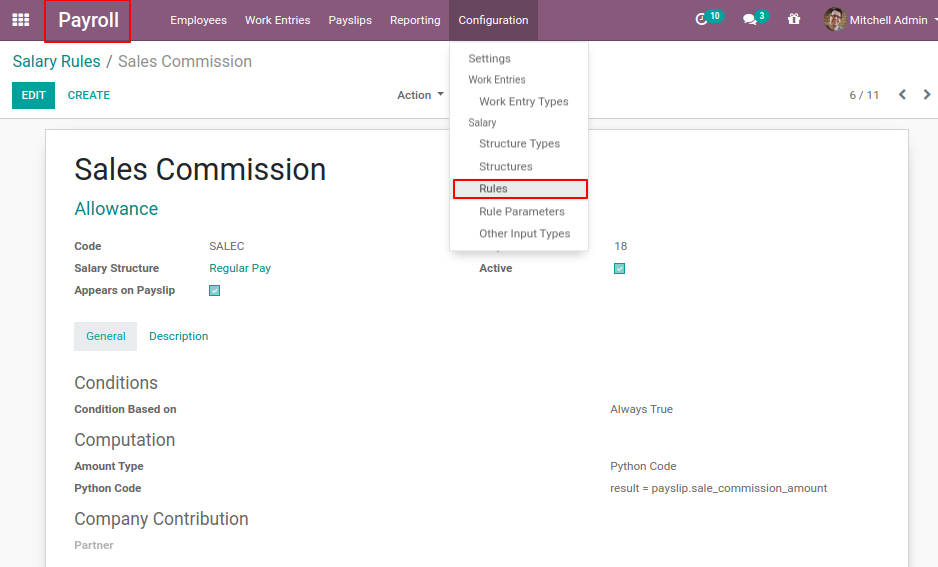 Payroll Employees Work Entries Payslips Reporting Configuration 10 3 Mitchell Admin
Salary Rules / Sales Commission
EDIT CREATE Action 6 / 11
Settings
Work Entries
Work Entry Types
Salary
Structure Types
Structures
Rules
Rule Parameters
Other Input Types
Sales Commission
Allowance
Code SALEC 18
Salary Structure Regular Pay Active
Appears on Payslip
General Description
Conditions
Condition Based on Always True
Computation
Amount Type Python Code
Python Code result = payslip.sale_commission_amount
Company Contribution
Partner